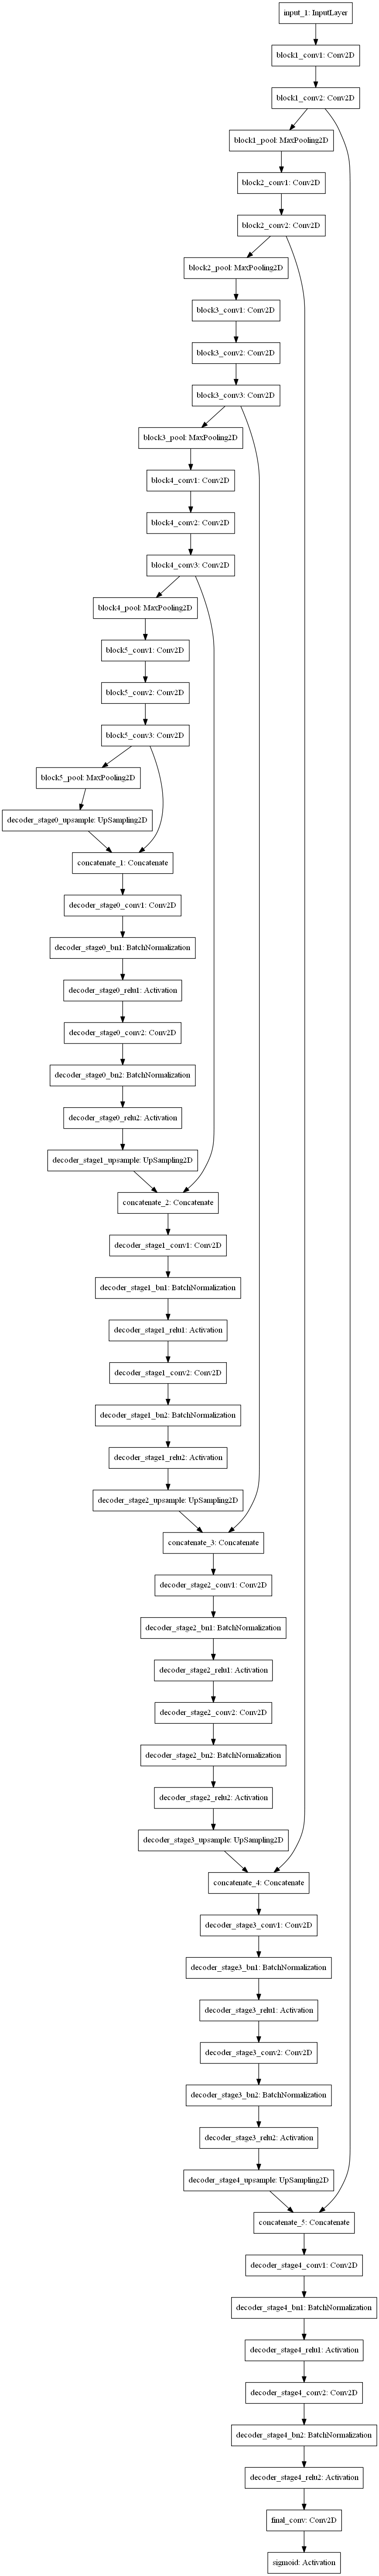 input_1: InputLayer
block1_conv1: Conv2D
block1_conv2: Conv2D
block1_pool: MaxPooling2D
block2_conv1: Conv2D
block2_conv2: Conv2D
block2_pool: MaxPooling2D
block3_conv1: Conv2D
block3_conv2: Conv2D
block3_conv3: Conv2D
block3_pool: MaxPooling2D
block4_conv1: Conv2D
block4_conv2: Conv2D
block4_conv3: Conv2D
block4_pool: MaxPooling2D
block5_conv1: Conv2D
block5_conv2: Conv2D
block5_conv3: Conv2D
block5_pool: MaxPooling2D
decoder_stage0_upsample: UpSampling2D
concatenate_1: Concatenate
decoder_stage0_conv1: Conv2D
decoder_stage0_bn1: BatchNormalization
decoder_stage0_relu1: Activation
decoder_stage0_conv2: Conv2D
decoder_stage0_bn2: BatchNormalization
decoder_stage0_relu2: Activation
decoder_stage1_upsample: UpSampling2D
concatenate_2: Concatenate
decoder_stage1_conv1: Conv2D
decoder_stage1_bn1: BatchNormalization
decoder_stage1_relu1: Activation
decoder_stage1_conv2: Conv2D
decoder_stage1_bn2: BatchNormalization
decoder_stage1_relu2: Activation
decoder_stage2_upsample: UpSampling2D
concatenate_3: Concatenate
decoder_stage2_conv1: Conv2D
decoder_stage2_bn1: BatchNormalization
decoder_stage2_relu1: Activation
decoder_stage2_conv2: Conv2D
decoder_stage2_bn2: BatchNormalization
decoder_stage2_relu2: Activation
decoder_stage3_upsample: UpSampling2D
concatenate_4: Concatenate
decoder_stage3_conv1: Conv2D
decoder_stage3_bn1: BatchNormalization
decoder_stage3_relu1: Activation
decoder_stage3_conv2: Conv2D
decoder_stage3_bn2: BatchNormalization
decoder_stage3_relu2: Activation
decoder_stage4_upsample: UpSampling2D
concatenate_5: Concatenate
decoder_stage4_conv1: Conv2D
decoder_stage4_bn1: BatchNormalization
decoder_stage4_relu1: Activation
decoder_stage4_conv2: Conv2D
decoder_stage4_bn2: BatchNormalization
decoder_stage4_relu2: Activation
final_conv: Conv2D
sigmoid: Activation